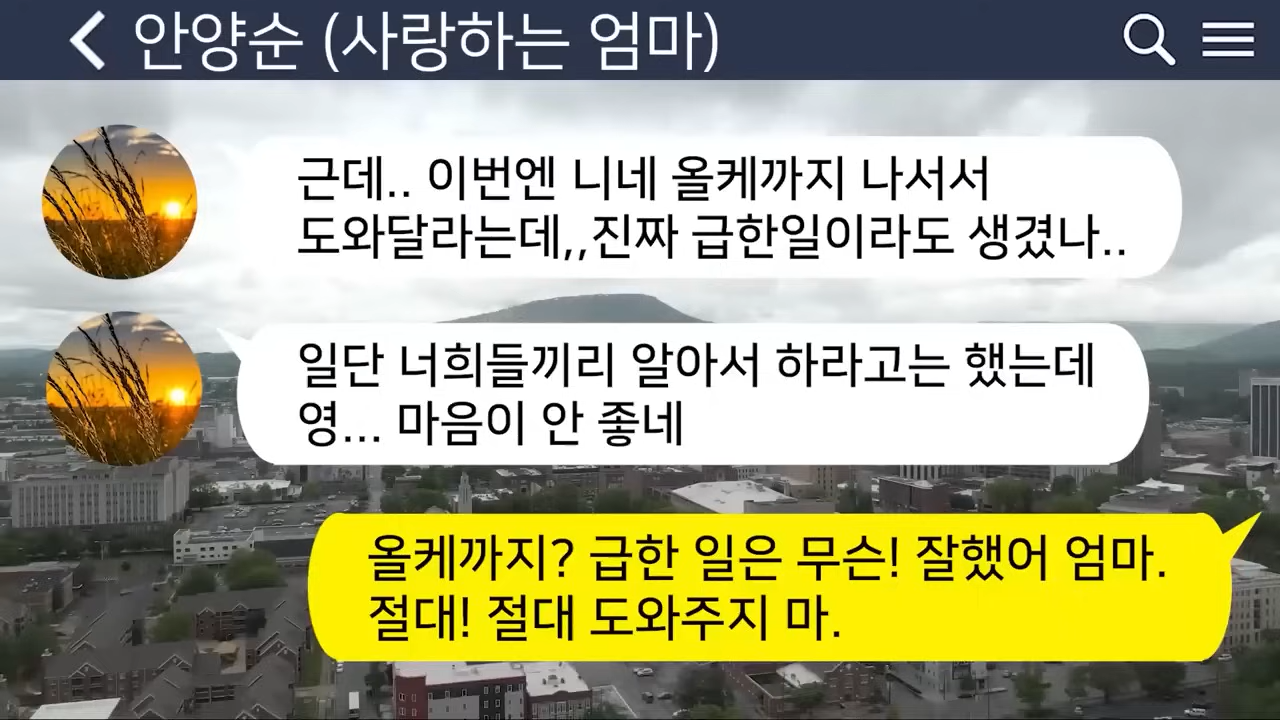 안양순 (사랑하는 엄마)
근데.. 이번엔 니네 올케까지 나서서
도와달라는데,,진짜 급한일이라도 생겼나..
일단 너희들끼리 알아서 하라고는 했는데
영... 마음이 안 좋네
올케까지? 급한 일은 무슨! 잘했어 엄마.
절대! 절대 도와주지 마.